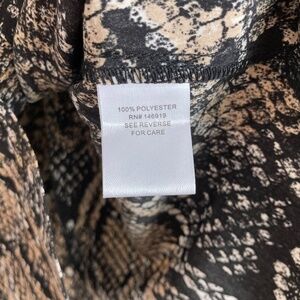 100% POLYESTER
RN# 146919
SEE REVERSE
FOR CARE